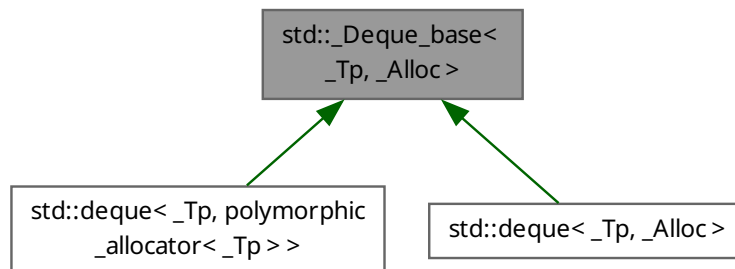 std::_Deque_base<
_Tp, _Alloc >
std::deque< _Tp, polymorphic
_allocator< _Tp > >
std::deque< _Tp, _Alloc >